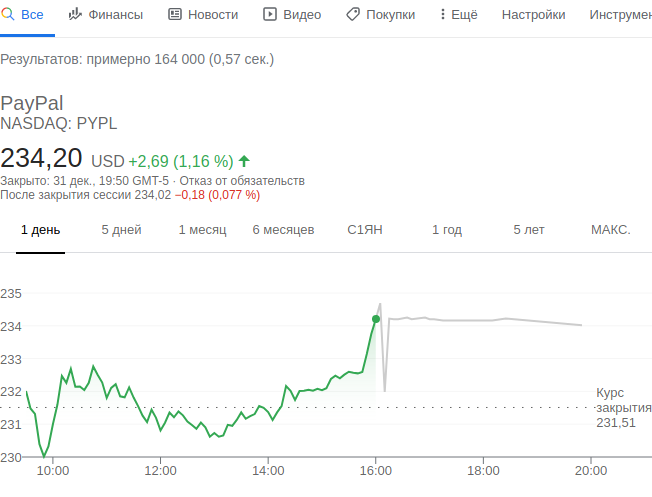 Все Финансы Новости Видео Покупки Ещё Настройки Инструмен
Результатов: примерно 164 000 (0,57 сек.)
PayPal
NASDAQ: PYPL
234,20 USD +2,69 (1,16 %)
Закрыто: 31 дек., 19:50 GMT-5 · Отказ от обязательств
После закрытия сессии 234,02 −0,18 (0,077 %)
1 день 5 дней 1 месяц 6 месяцев С1ЯН 1 год 5 лет МАКС.
235
234
233
232
231
230
Курс
закрытия
231,51
10:00 12:00 14:00 16:00 18:00 20:00